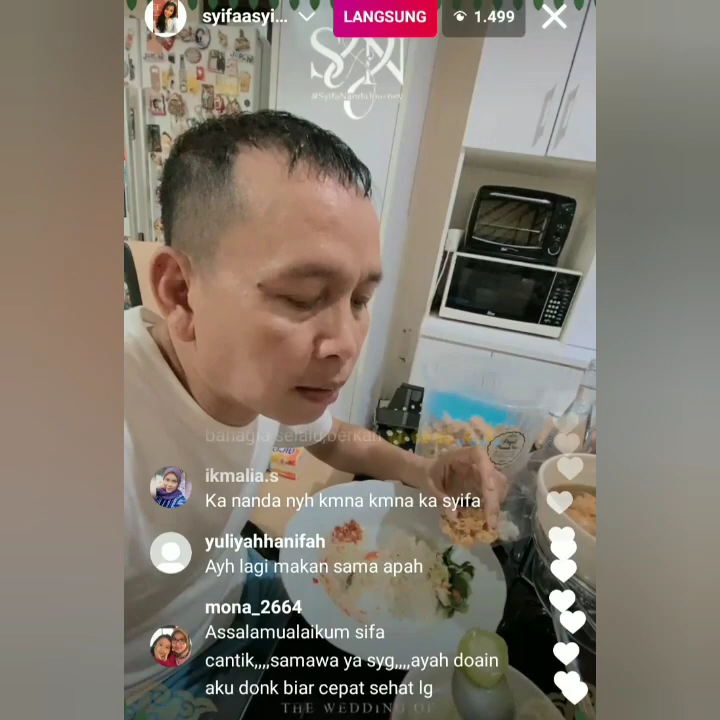 syifaasyi...
LANGSUNG
1.499
#SyifaNandaJourney
bahagia selalu,berkah
ikmalia.s
Ka nanda nyh kmna kmna ka syifa
yuliyahhanifah
Ayh lagi makan sama apah
mona_2664
Assalamualaikum sifa
cantik,,,,samawa ya syg,,,,ayah doain
aku donk biar cepat sehat lg
THE WEDDING OF